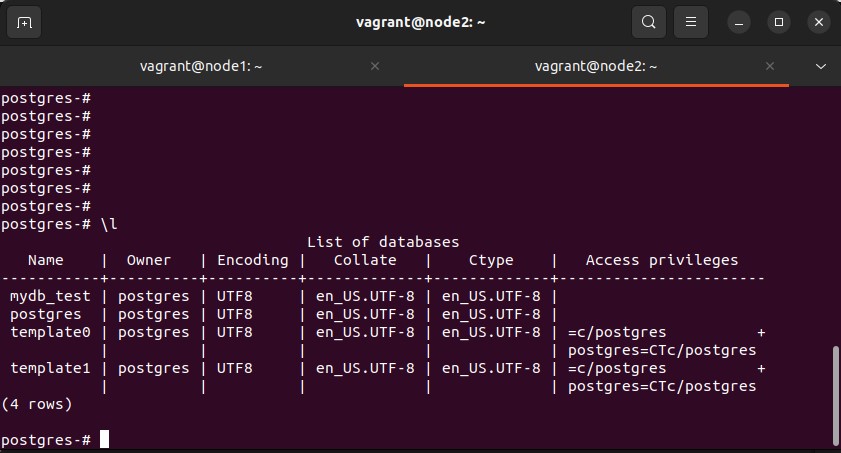 vagrant@node2: ~
vagrant@node1: ~
vagrant@node2: ~
postgres-#
postgres-#
postgres-#
postgres-#
postgres-#
postgres-#
postgres-#
postgres-# \l
                                  List of databases
   Name    |  Owner   | Encoding |   Collate   |    Ctype    |   Access privileges
-----------+----------+----------+-------------+-------------+-----------------------
 mydb_test | postgres | UTF8     | en_US.UTF-8 | en_US.UTF-8 |
 postgres  | postgres | UTF8     | en_US.UTF-8 | en_US.UTF-8 |
 template0 | postgres | UTF8     | en_US.UTF-8 | en_US.UTF-8 | =c/postgres          +
           |          |          |             |             | postgres=CTc/postgres
 template1 | postgres | UTF8     | en_US.UTF-8 | en_US.UTF-8 | =c/postgres          +
           |          |          |             |             | postgres=CTc/postgres
(4 rows)
postgres-#